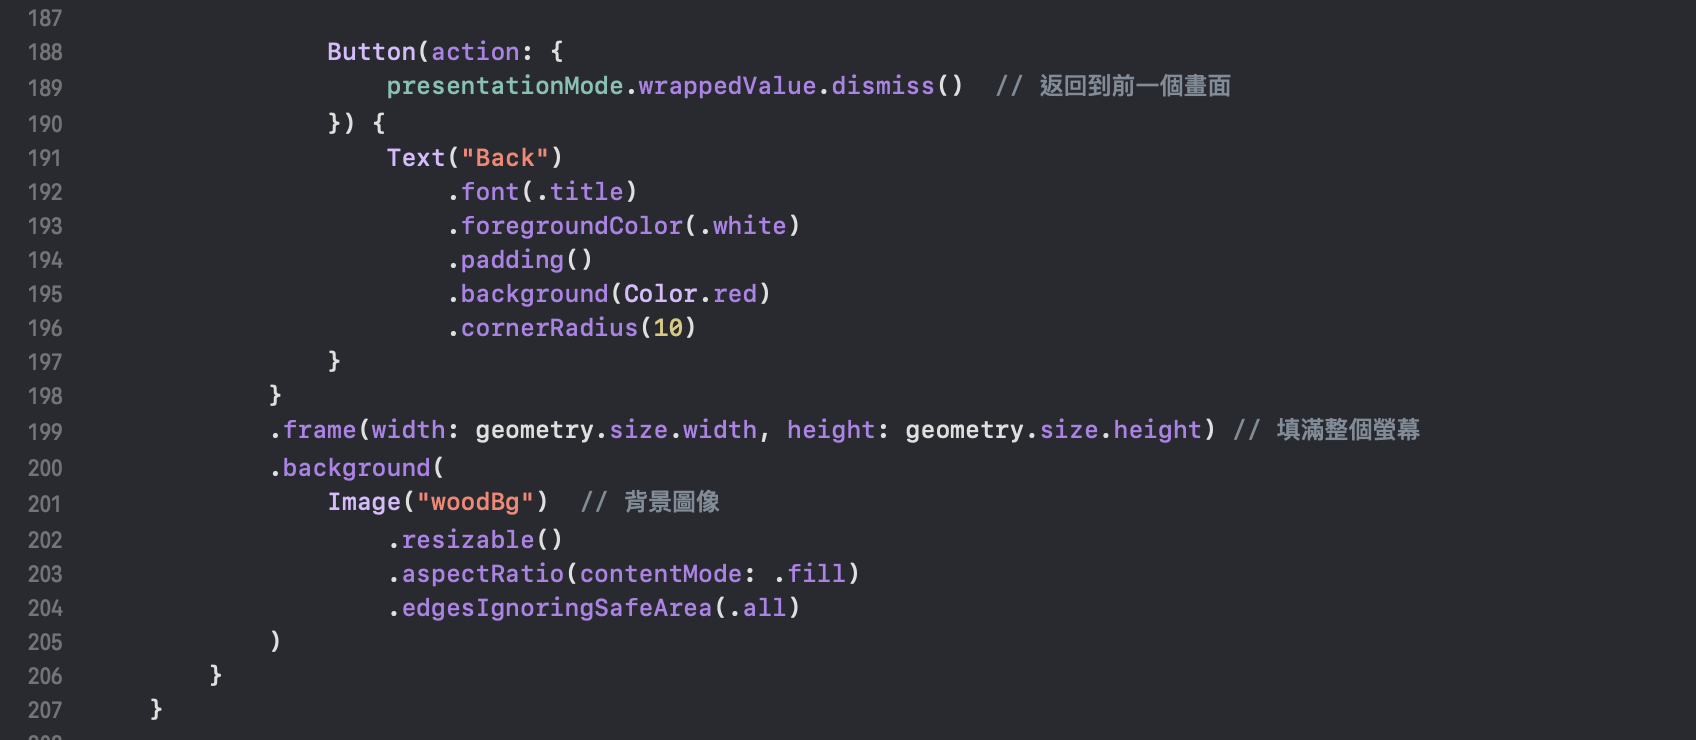 187
188 Button(action: {
189 presentationMode.wrappedValue.dismiss() // 返回到前一個畫面
190 }) {
191 Text("Back")
192 .font(.title)
193 .foregroundColor(.white)
194 .padding()
195 .background(Color.red)
196 .cornerRadius(10)
197 }
198 }
199 .frame(width: geometry.size.width, height: geometry.size.height) // 填滿整個螢幕
200 .background(
201 Image("woodBg") // 背景圖像
202 .resizable()
203 .aspectRatio(contentMode: .fill)
204 .edgesIgnoringSafeArea(.all)
205 )
206 }
207 }